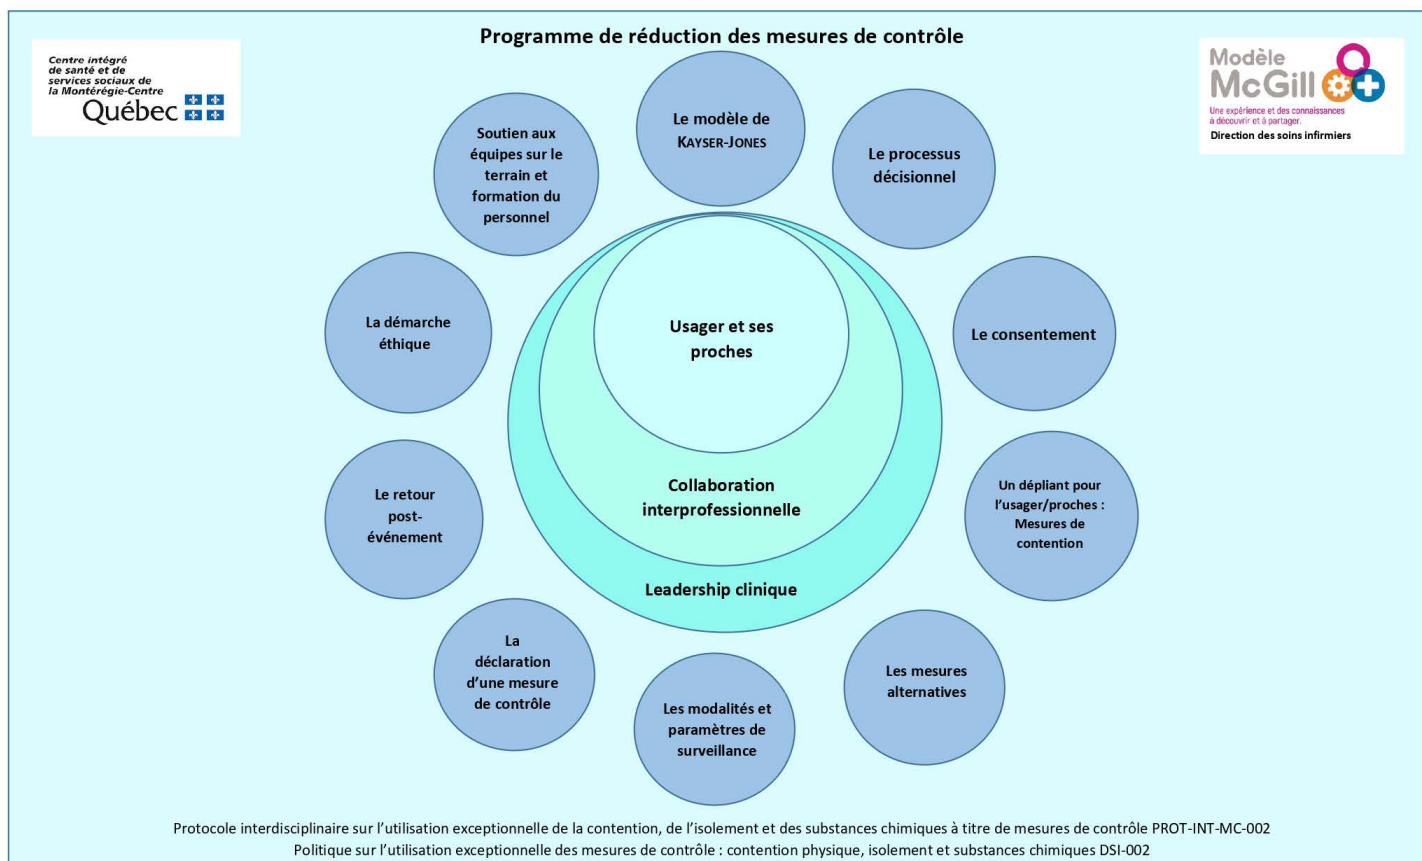 Programme de réduction des mesures de contrôle
Centre intégré
de santé et de
services sociaux de
la Montérégie-Centre
Québec
Modèle
McGill
Une expérience et des connaissances
à découvrir et à partager.
Direction des soins infirmiers
Le modèle de
KAYSER-JONES
Le processus
décisionnel
Le consentement
Un dépliant pour
l'usager/proches :
Mesures de
contention
Les mesures
alternatives
Les modalités et
paramètres de
surveillance
La
déclaration
d'une mesure
de contrôle
Le retour
post-
événement
La démarche
éthique
Soutien aux
équipes sur le
terrain et
formation du
personnel
Usager et ses
proches
Collaboration
interprofessionnelle
Leadership clinique
Protocole interdisciplinaire sur l'utilisation exceptionnelle de la contention, de l'isolement et des substances chimiques à titre de mesures de contrôle PROT-INT-MC-002
Politique sur l'utilisation exceptionnelle des mesures de contrôle : contention physique, isolement et substances chimiques DSI-002